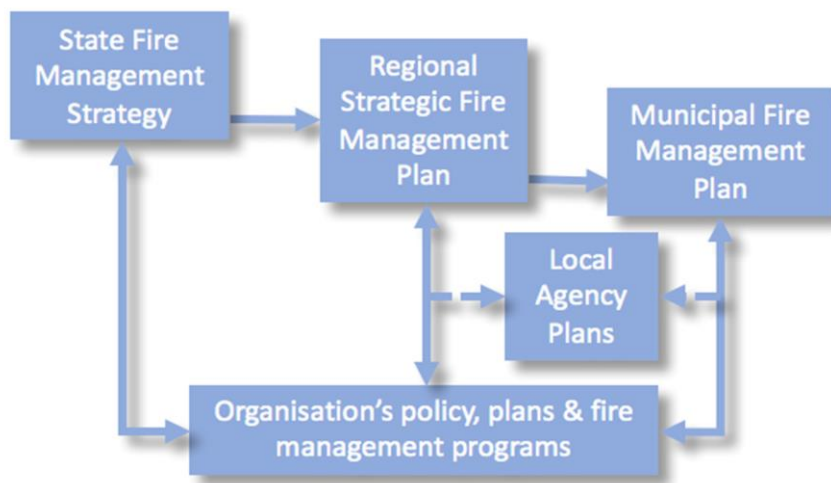 State Fire
Management
Strategy
Regional
Strategic Fire
Management
Plan
Municipal Fire
Management
Plan
Local
Agency
Plans
Organisation's policy, plans & fire
management programs